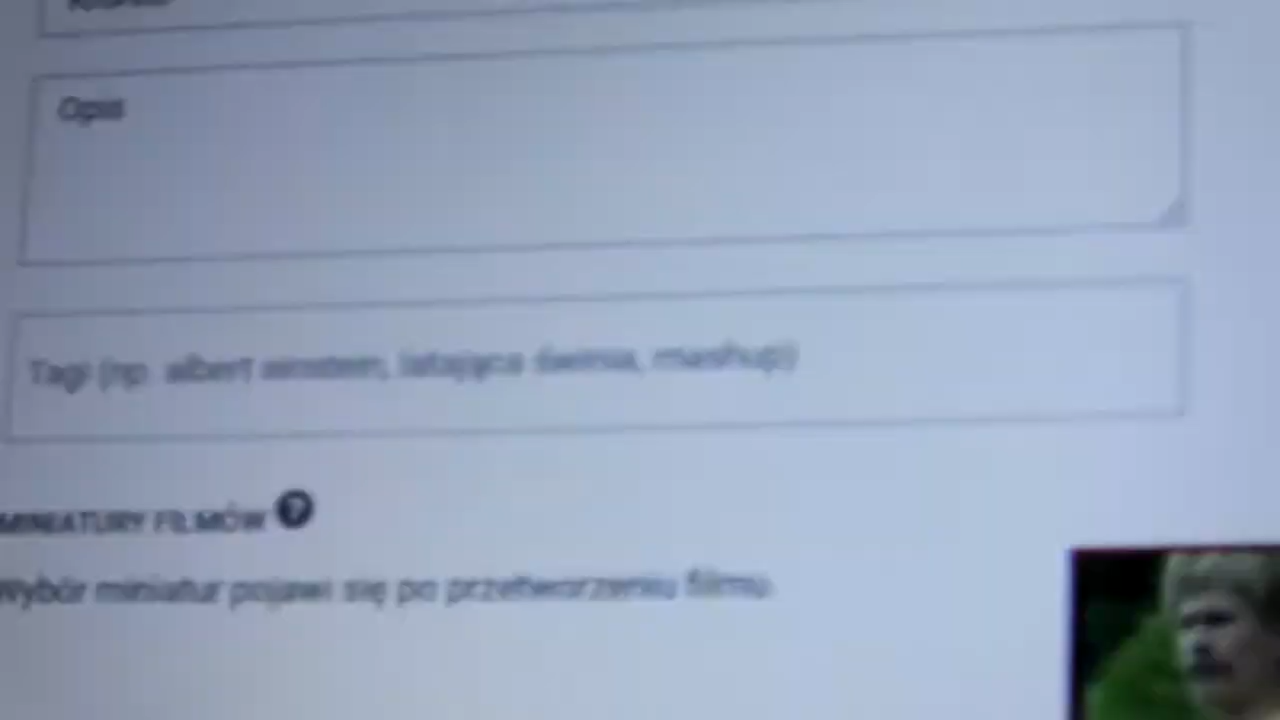 Opis
Tagi (np. albert einstein, latająca świnia, mashup)
MINIATURY FILMÓW ?
Wybór miniatur pojawi się po przetworzeniu filmu.